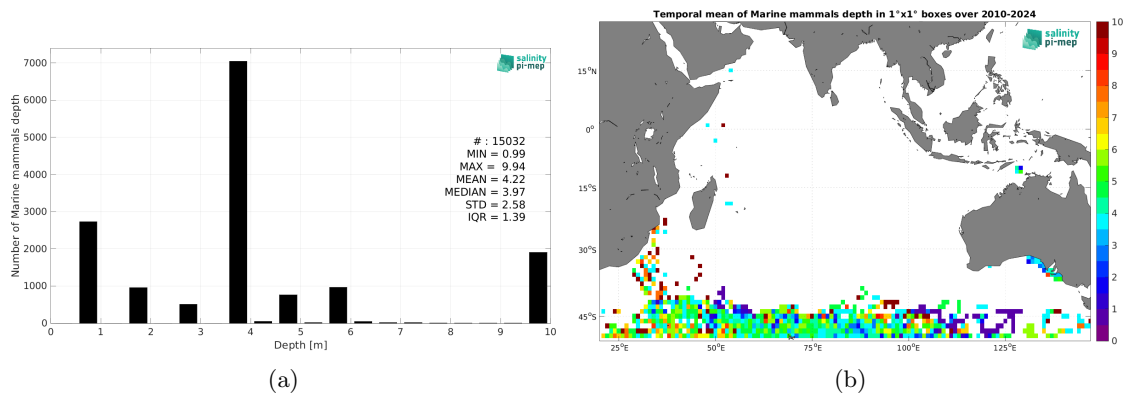 salinity
pi-mep
7000
6000
5000
4000
3000
2000
1000
0
# : 15032
MIN = 0.99
MAX = 9.94
MEAN = 4.22
MEDIAN = 3.97
STD = 2.58
IQR = 1.39
Number of Marine mammals depth
0 1 2 3 4 5 6 7 8 9 10
Depth [m]
(a)
Temporal mean of Marine mammals depth in 1°x1° boxes over 2010-2024
salinity
pi-mep
15°N
0°
15°S
30°S
45°S
25°E 50°E 75°E 100°E 125°E
10
9
8
7
6
5
4
3
2
1
0
(b)